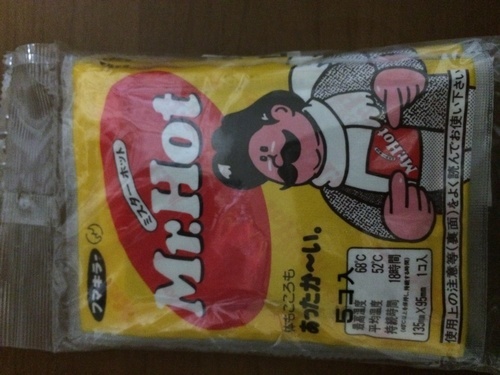 フマキラー
ミスター ホット
Mr.Hot
Mr.Hot
体もこころも
あったか〜い。
5コ入
最高温度 68℃
平均温度 52℃
持続時間 18時間
135㎜×95㎜ 1コ入
使用上の注意等(裏面)をよく読んでお使い下さい